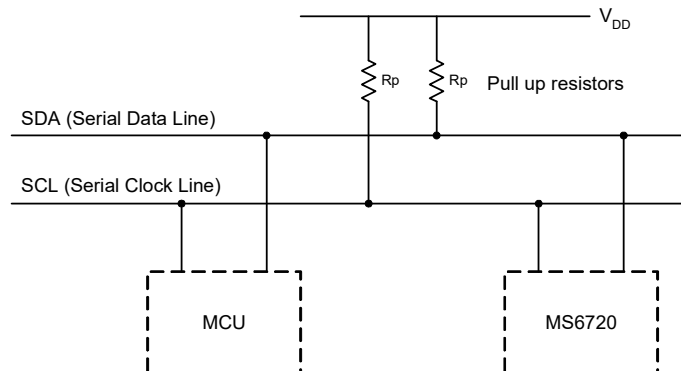 VDD
Rp
Rp
Pull up resistors
SDA (Serial Data Line)
SCL (Serial Clock Line)
MCU
MS6720